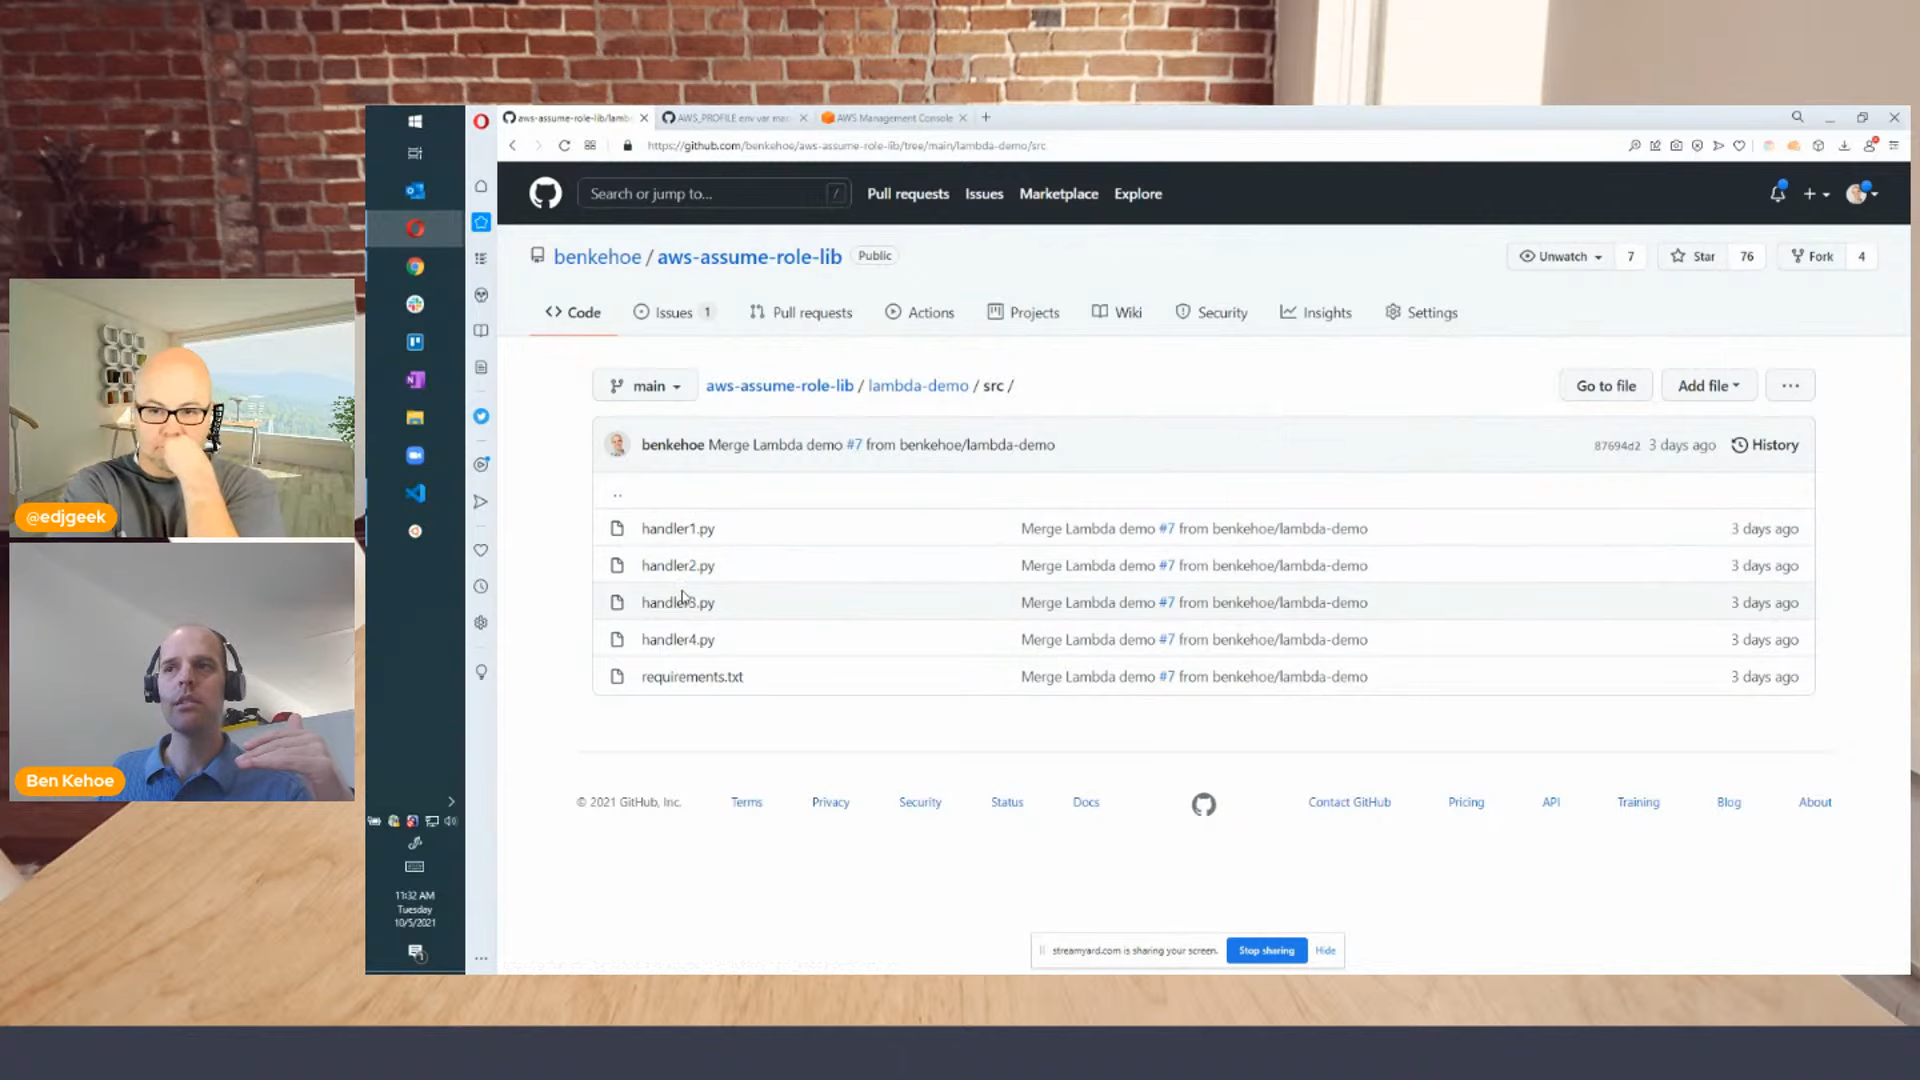 aws-assume-role-lib/lamb
AWS_PROFILE env var mac
AWS Management Console
https://github.com/benkehoe/aws-assume-role-lib/tree/main/lambda-demo/src
Search or jump to...
/
Pull requests
Issues
Marketplace
Explore
benkehoe / aws-assume-role-lib
Public
Unwatch
7
Star
76
Fork
4
Code
Issues
1
Pull requests
Actions
Projects
Wiki
Security
Insights
Settings
main
aws-assume-role-lib / lambda-demo / src /
Go to file
Add file
...
benkehoe Merge Lambda demo #7 from benkehoe/lambda-demo
87694d2
3 days ago
History
..
handler1.py
Merge Lambda demo #7 from benkehoe/lambda-demo
3 days ago
handler2.py
Merge Lambda demo #7 from benkehoe/lambda-demo
3 days ago
handler3.py
Merge Lambda demo #7 from benkehoe/lambda-demo
3 days ago
handler4.py
Merge Lambda demo #7 from benkehoe/lambda-demo
3 days ago
requirements.txt
Merge Lambda demo #7 from benkehoe/lambda-demo
3 days ago
@edjgeek
Ben Kehoe
© 2021 GitHub, Inc.
Terms
Privacy
Security
Status
Docs
Contact GitHub
Pricing
API
Training
Blog
About
11:32 AM
Tuesday
10/5/2021
streamyard.com is sharing your screen.
Stop sharing
Hide